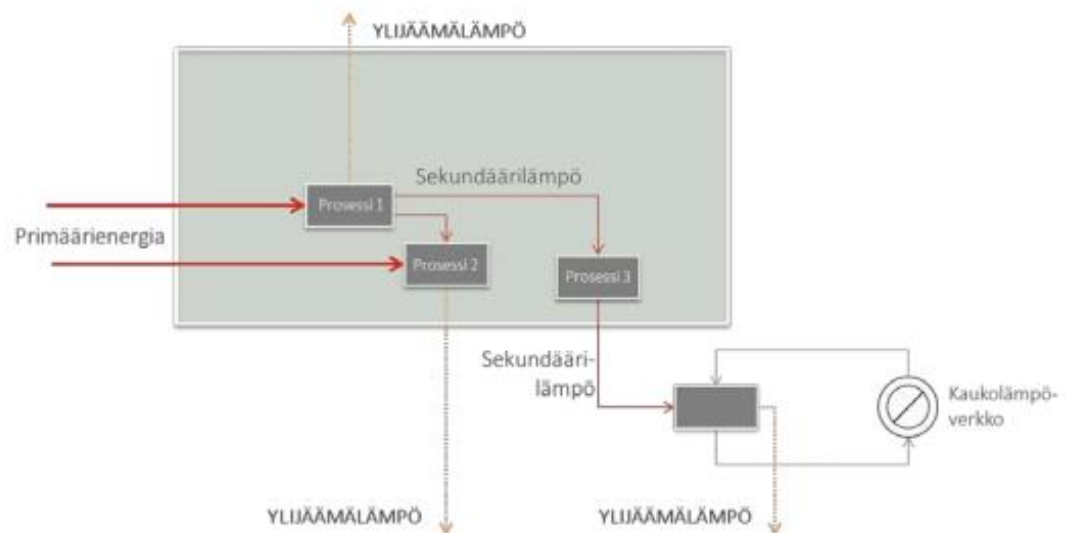 YLIJÄÄMÄLÄMPÖ
Sekundäärilämpö
Prosessi 1
Primäärienergia
Prosessi 2
Prosessi 3
Sekundääri-
lämpö
Kaukolämpö-
verkko
YLIJÄÄMÄLÄMPÖ
YLIJÄÄMÄLÄMPÖ